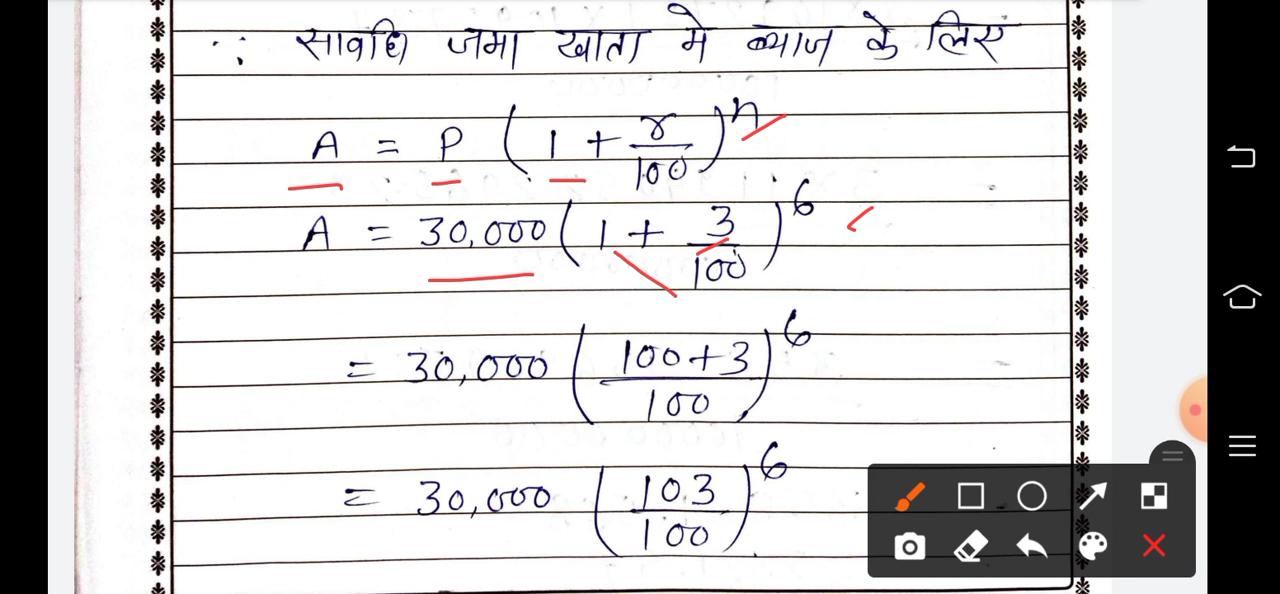 ∵ सावधि जमा खाता मे ब्याज के लिए
A = P (1 + r/100)^n
A = 30,000 (1 + 3/100)^6
= 30,000 (100+3/100)^6
= 30,000 (103/100)^6